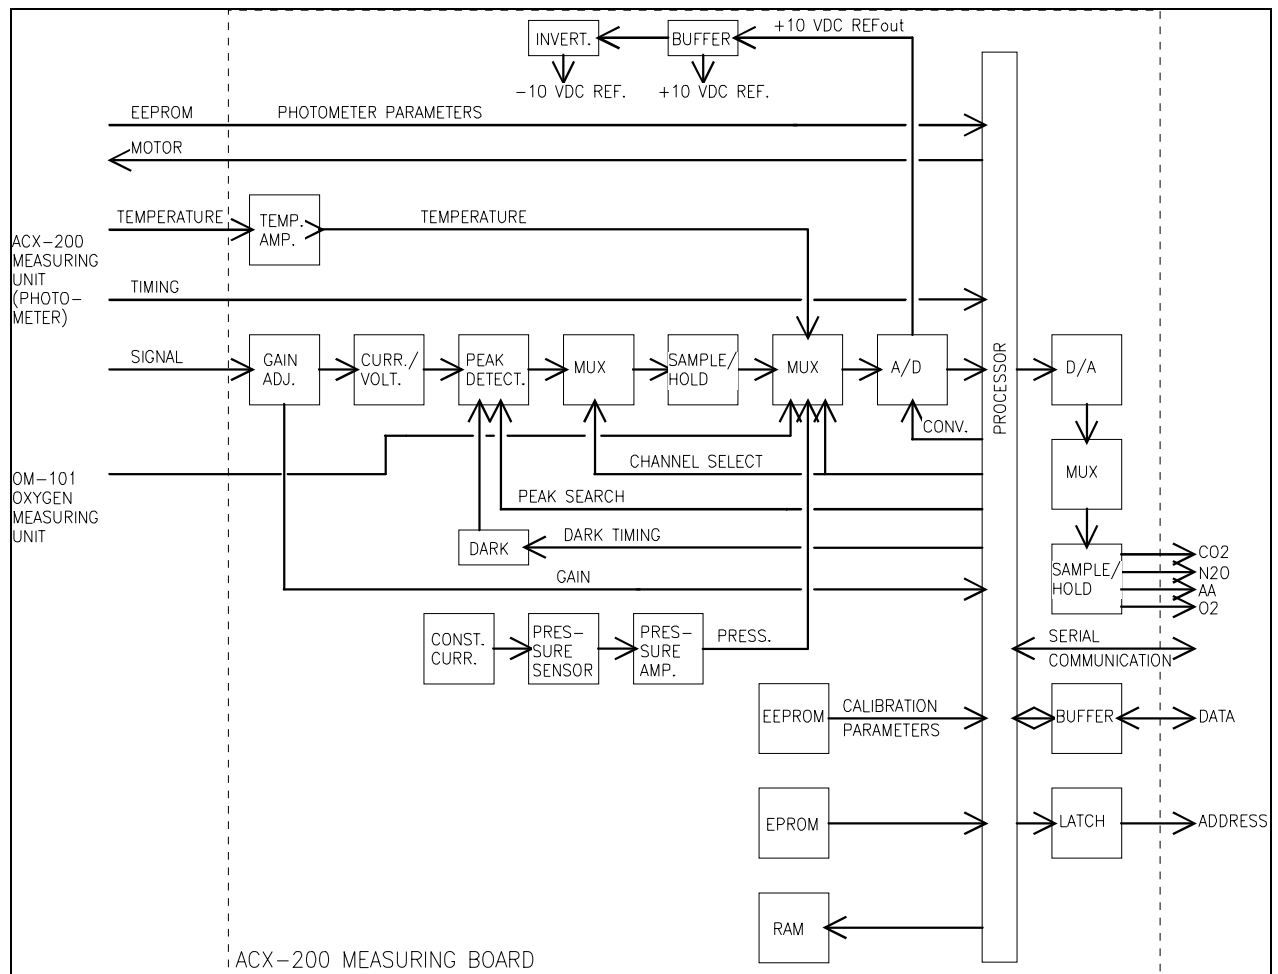 +10 VDC REFout
INVERT.
BUFFER
-10 VDC REF.
+10 VDC REF.
EEPROM
PHOTOMETER PARAMETERS
MOTOR
TEMPERATURE
TEMP.
AMP.
TEMPERATURE
ACX-200
MEASURING
UNIT
(PHOTO-
METER)
TIMING
SIGNAL
GAIN
ADJ.
CURR./
VOLT.
PEAK
DETECT.
MUX
SAMPLE/
HOLD
MUX
A/D
PROCESSOR
D/A
CONV.
OM-101
OXYGEN
MEASURING
UNIT
CHANNEL SELECT
MUX
PEAK SEARCH
DARK TIMING
DARK
GAIN
SAMPLE/
HOLD
CO2
N2O
AA
O2
CONST.
CURR.
PRES-
SURE
SENSOR
PRES-
SURE
AMP.
PRESS.
SERIAL
COMMUNICATION
EEPROM
CALIBRATION
PARAMETERS
BUFFER
DATA
EPROM
LATCH
ADDRESS
RAM
ACX-200 MEASURING BOARD